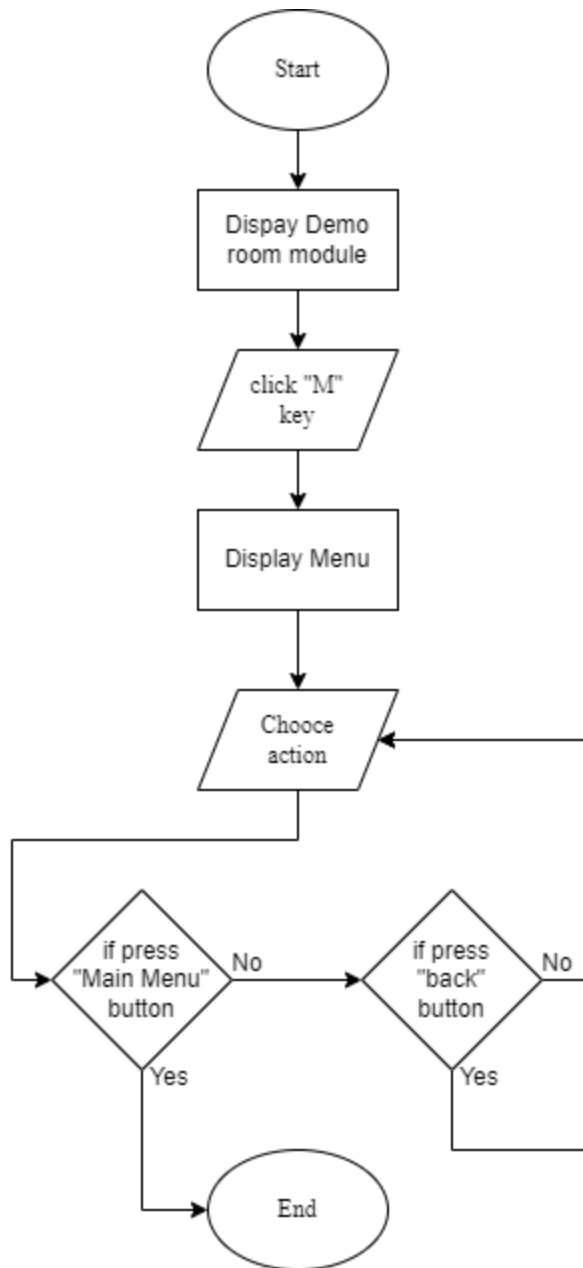 Start
Dispay Demo
room module
click "M"
key
Display Menu
Chooce
action
if press
"Main Menu"
button
No
if press
"back"
button
No
Yes
Yes
End